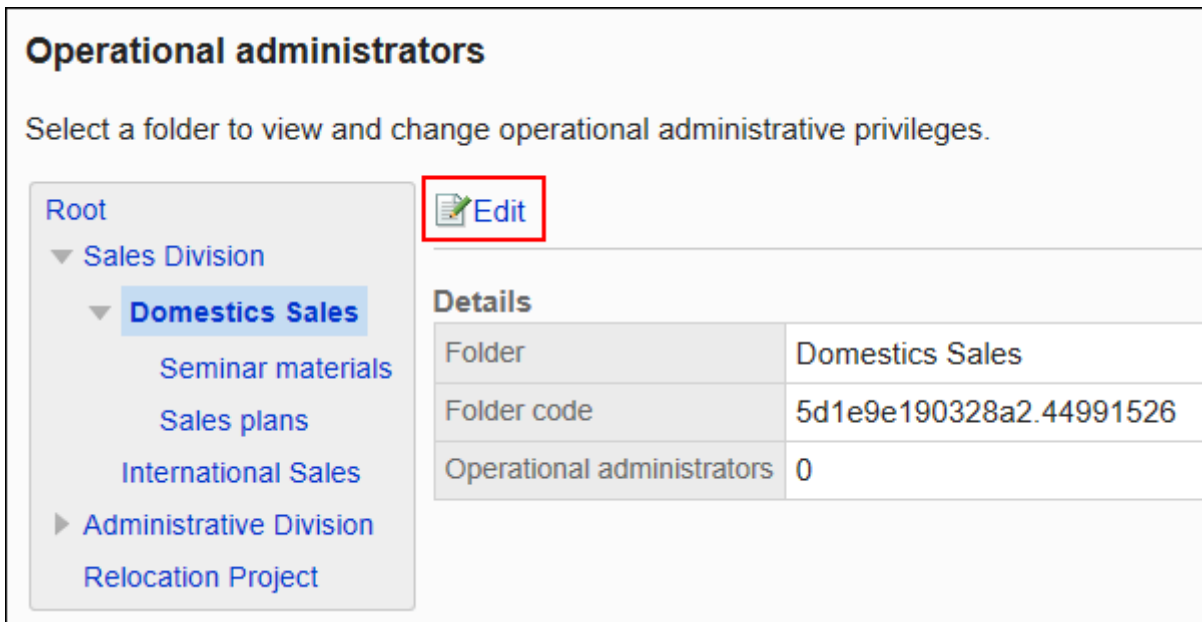 Operational administrators
Select a folder to view and change operational administrative privileges.
Root
Sales Division
Domestics Sales
Seminar materials
Sales plans
International Sales
Administrative Division
Relocation Project
Edit
Details
Folder Domestics Sales
Folder code 5d1e9e190328a2.44991526
Operational administrators 0